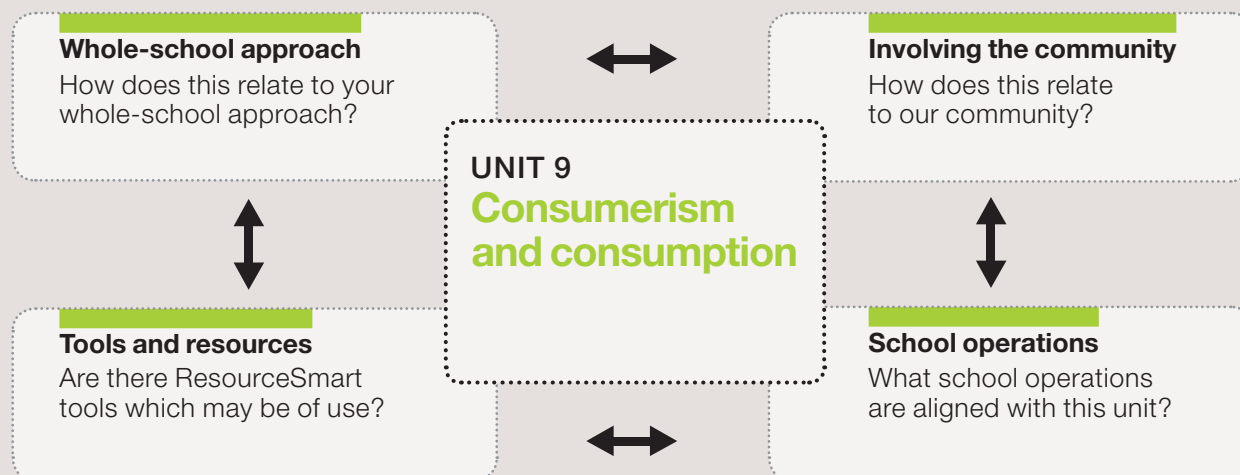 Whole-school approach
How does this relate to your
whole-school approach?
Involving the community
How does this relate
to our community?
UNIT 9
Consumerism
and consumption
Tools and resources
Are there ResourceSmart
tools which may be of use?
School operations
What school operations
are aligned with this unit?